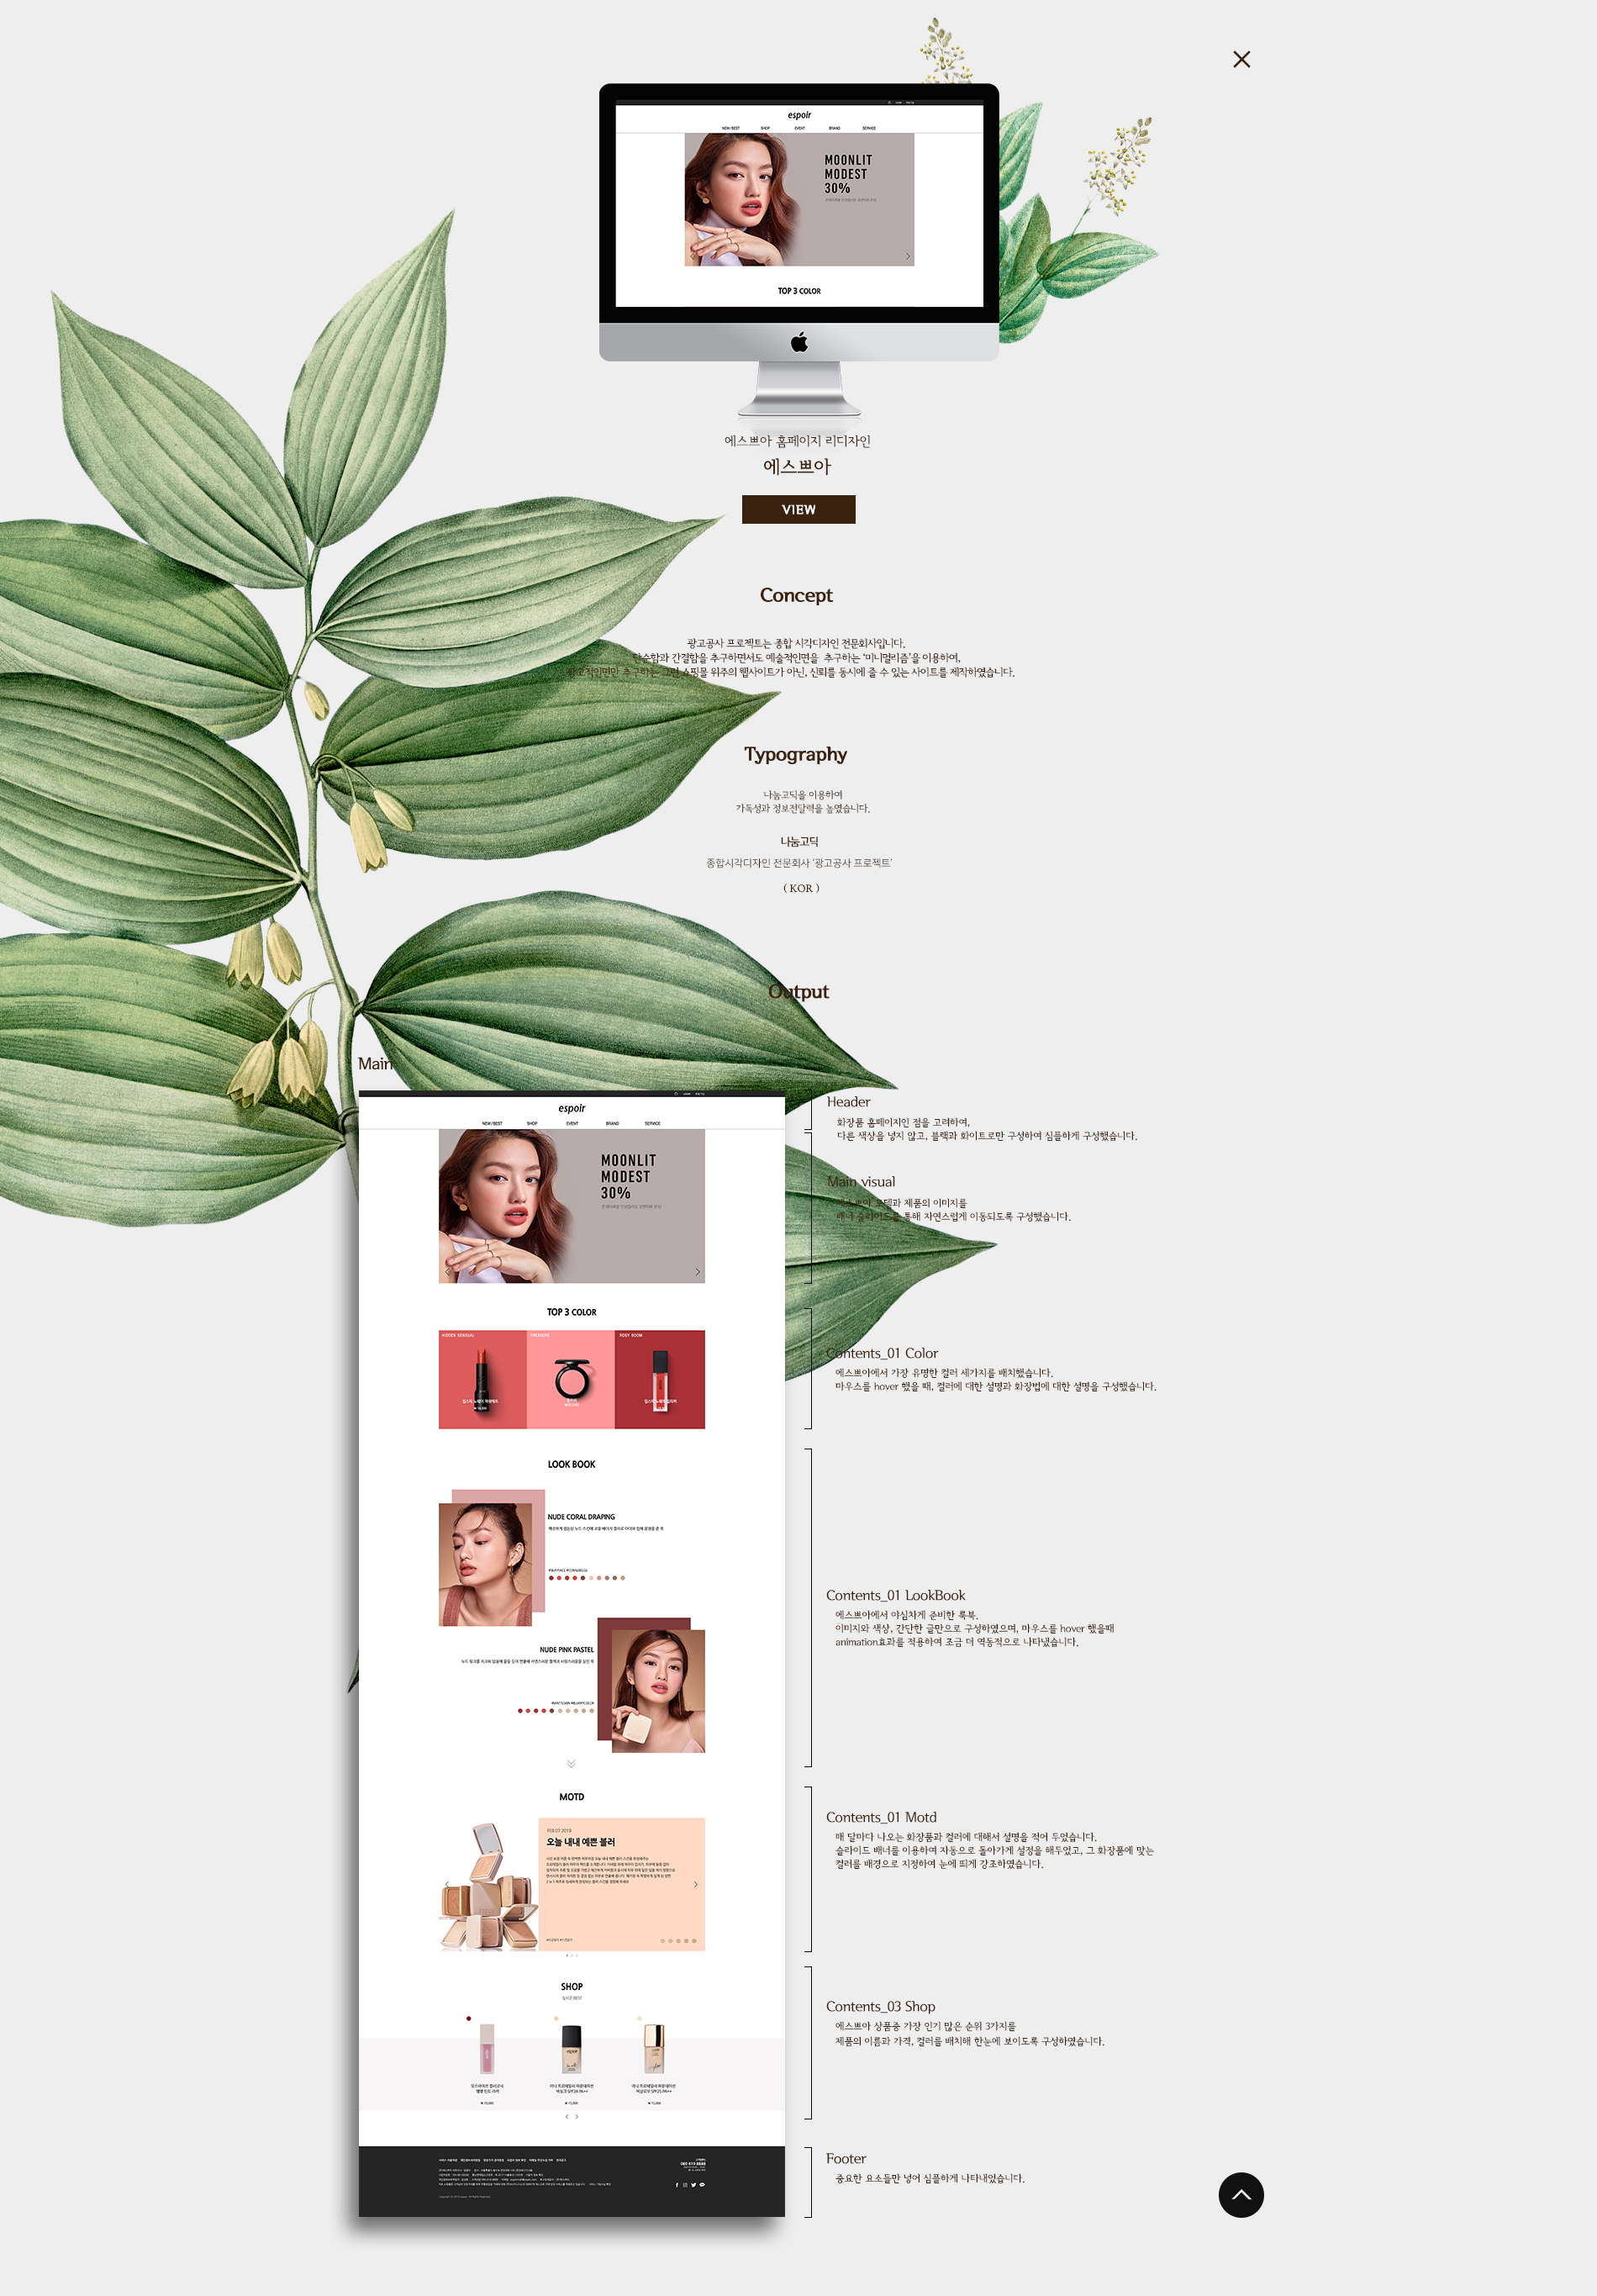 espoir
NEW/BEST SHOP EVENT BRAND SERVICE
MOONLIT
MODEST
30%
TOP 3 COLOR
에스쁘아 홈페이지 리디자인
에스쁘아
VIEW
Concept
광고공사 프로젝트는 종합 시각디자인 전문회사입니다.
단순함과 간결함을 추구하면서도 예술적인면을 추구하는 '미니멀리즘'을 이용하여,
광고적인면만 추구하는 그런 쇼핑몰 위주의 웹사이트가 아닌, 신뢰를 동시에 줄 수 있는 사이트를 제작하였습니다.
Typography
나눔고딕을 이용하여
가독성과 정보전달력을 높였습니다.
나눔고딕
종합시각디자인 전문회사 '광고공사 프로젝트'
( KOR )
Output
Main
espoir
NEW/BEST SHOP EVENT BRAND SERVICE
MOONLIT
MODEST
30%
TOP 3 COLOR
HIDDEN SENSUAL TREASURE ROSY BOOM
LOOK BOOK
NUDE CORAL DRAPING
NUDE PINK PASTEL
MOTD
FEB 07 2019
오늘 내내 예쁜 블러
SHOP
Header
화장품 홈페이지인 점을 고려하여,
다른 색상을 넣지 않고, 블랙과 화이트로만 구성하여 심플하게 구성했습니다.
Main visual
에스쁘아 모델과 제품의 이미지를
배너 슬라이드를 통해 자연스럽게 이동되도록 구성했습니다.
Contents_01 Color
에스쁘아에서 가장 유명한 컬러 세가지를 배치했습니다.
마우스를 hover 했을 때, 컬러에 대한 설명과 화장법에 대한 설명을 구성했습니다.
Contents_01 LookBook
에스쁘아에서 야심차게 준비한 룩북.
이미지와 색상, 간단한 글만으로 구성하였으며, 마우스를 hover 했을때
animation효과를 적용하여 조금 더 역동적으로 나타냈습니다.
Contents_01 Motd
매 달마다 나오는 화장품과 컬러에 대해서 설명을 적어 두었습니다.
슬라이드 배너를 이용하여 자동으로 돌아가게 설정을 해두었고, 그 화장품에 맞는
컬러를 배경으로 지정하여 눈에 띄게 강조하였습니다.
Contents_03 Shop
에스쁘아 상품중 가장 인기 많은 순위 3가지를
제품의 이름과 가격, 컬러를 배치해 한눈에 보이도록 구성하였습니다.
Footer
중요한 요소들만 넣어 심플하게 나타내었습니다.